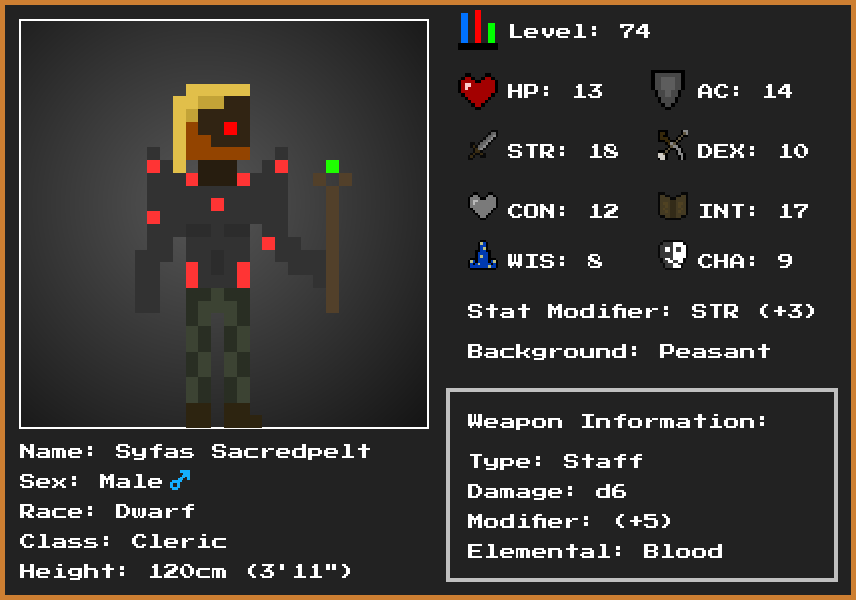 Level: 74
HP: 13
AC: 14
STR: 18
DEX: 10
CON: 12
INT: 17
WIS: 8
CHA: 9
Stat Modifier: STR (+3)
Background: Peasant
Weapon Information:
Type: Staff
Damage: d6
Modifier: (+5)
Elemental: Blood
Name: Syfas Sacredpelt
Sex: Male ♂
Race: Dwarf
Class: Cleric
Height: 120cm (3'11")